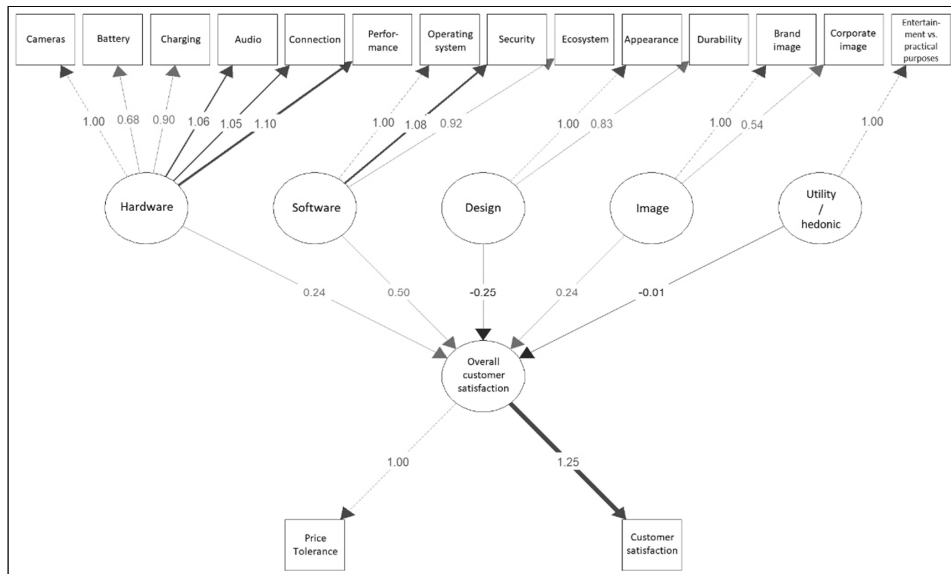 Cameras
Battery
Charging
Audio
Connection
Perfor-
mance
Operating
system
Security
Ecosystem
Appearance
Durability
Brand
image
Corporate
image
Entertain-
ment vs.
practical
purposes
1.00
0.68
0.90
1.06
1.05
1.10
1.00
1.08
0.92
1.00
0.83
1.00
0.54
1.00
Hardware
Software
Design
Image
Utility
/
hedonic
0.24
0.50
-0.25
0.24
-0.01
Overall
customer
satisfaction
1.00
1.25
Price
Tolerance
Customer
satisfaction